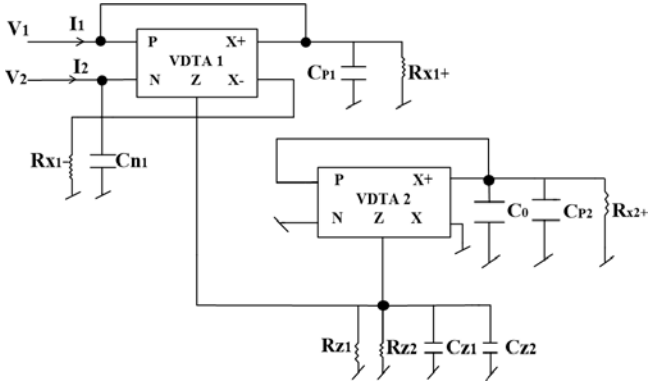 V1 I1
P X+
VDTA 1
N Z X-
V2 I2
CP1 Rx1+
Rx1- Cn1
P X+
VDTA 2
N Z X
C0 CP2 Rx2+
Rz1 Rz2 Cz1 Cz2